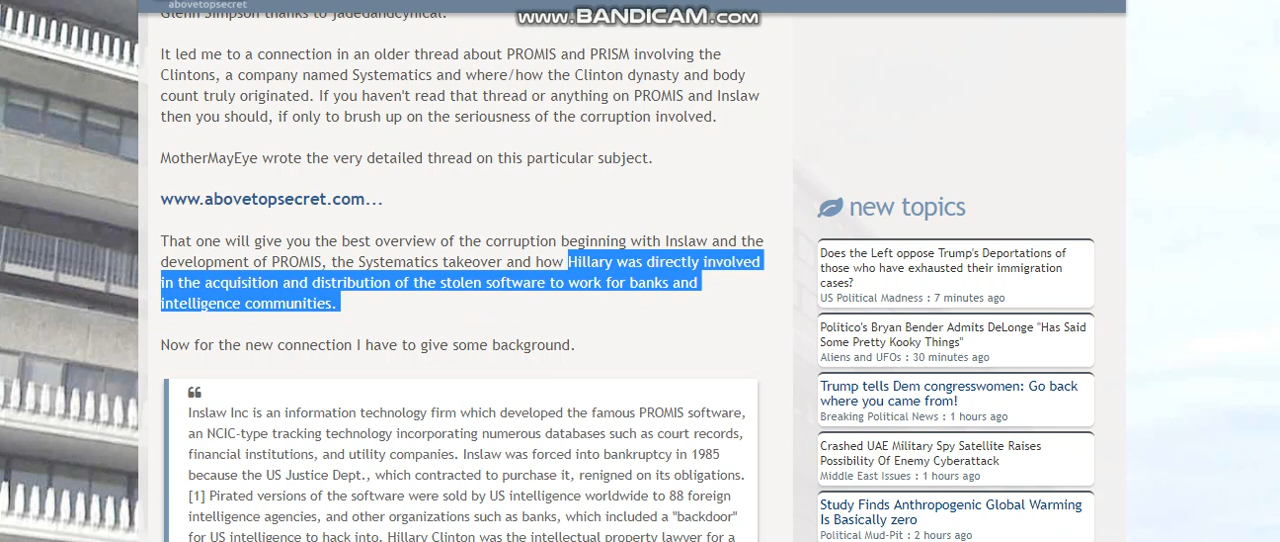 abovetopsecret
www.BANDICAM.com
Glenn Simpson thanks to jadedandcynical.
It led me to a connection in an older thread about PROMIS and PRISM involving the
Clintons, a company named Systematics and where/how the Clinton dynasty and body
count truly originated. If you haven't read that thread or anything on PROMIS and Inslaw
then you should, if only to brush up on the seriousness of the corruption involved.
MotherMayEye wrote the very detailed thread on this particular subject.
www.abovetopsecret.com...
That one will give you the best overview of the corruption beginning with Inslaw and the
development of PROMIS, the Systematics takeover and how Hillary was directly involved
in the acquisition and distribution of the stolen software to work for banks and
intelligence communities.
Now for the new connection I have to give some background.
Inslaw Inc is an information technology firm which developed the famous PROMIS software,
an NCIC-type tracking technology incorporating numerous databases such as court records,
financial institutions, and utility companies. Inslaw was forced into bankruptcy in 1985
because the US Justice Dept., which contracted to purchase it, renigned on its obligations.
[1] Pirated versions of the software were sold by US intelligence worldwide to 88 foreign
intelligence agencies, and other organizations such as banks, which included a "backdoor"
for US intelligence to hack into. Hillary Clinton was the intellectual property lawyer for a
new topics
Does the Left oppose Trump's Deportations of
those who have exhausted their immigration
cases?
US Political Madness : 7 minutes ago
Politico's Bryan Bender Admits DeLonge "Has Said
Some Pretty Kooky Things"
Aliens and UFOs : 30 minutes ago
Trump tells Dem congresswomen: Go back
where you came from!
Breaking Political News : 1 hours ago
Crashed UAE Military Spy Satellite Raises
Possibility Of Enemy Cyberattack
Middle East Issues : 1 hours ago
Study Finds Anthropogenic Global Warming
Is Basically zero
Political Mud-Pit : 2 hours ago